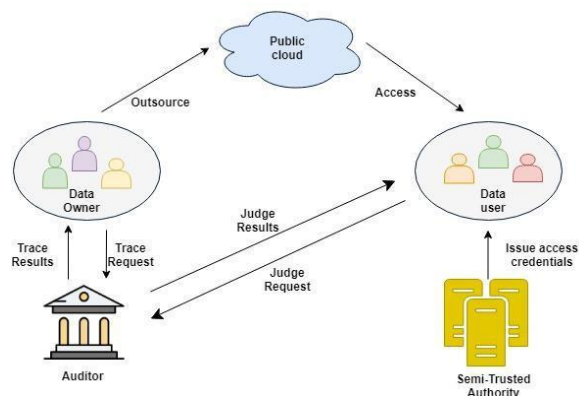 Public
cloud
Outsource
Access
Data
Owner
Data
user
Judge
Results
Trace
Results
Trace
Request
Judge
Request
Issue access
credentials
Auditor
Semi-Trusted
Authority